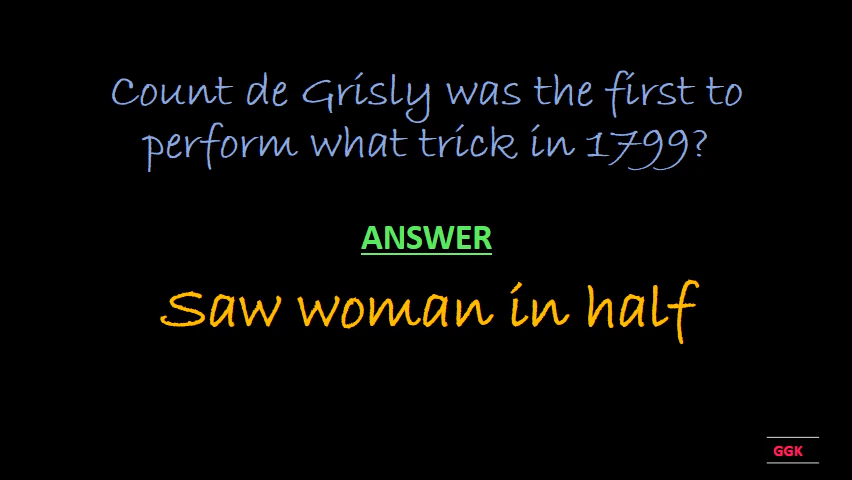 Count de Grisly was the first to
perform what trick in 1799?
ANSWER
Saw woman in half
GGK